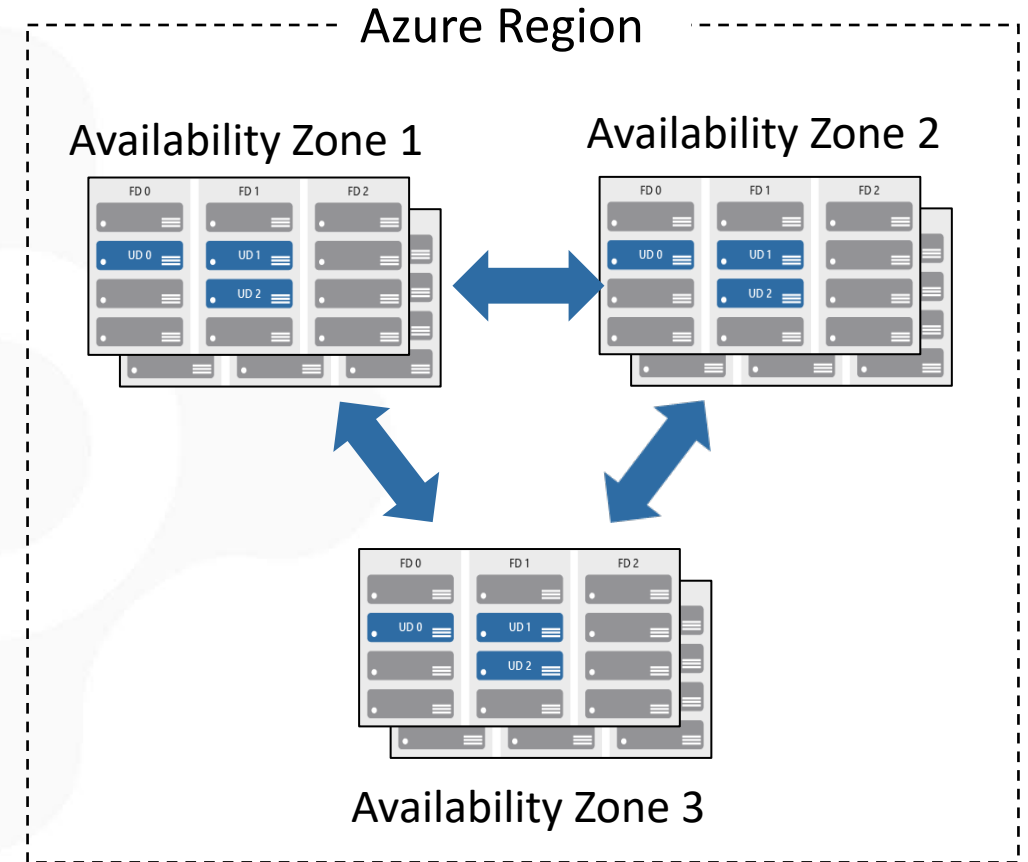 Azure Region
Availability Zone 1
FD 0 FD 1 FD 2
UD 0 UD 1
UD 2
Availability Zone 2
FD 0 FD 1 FD 2
UD 0 UD 1
UD 2
FD 0 FD 1 FD 2
UD 0 UD 1
UD 2
Availability Zone 3